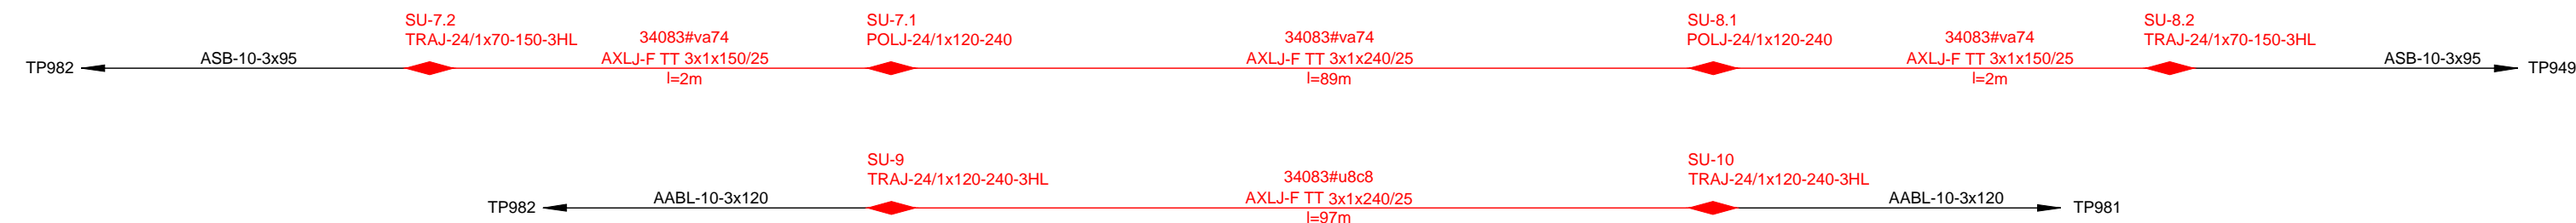 SU-7.2
TRAJ-24/1x70-150-3HL
SU-7.1
POLJ-24/1x120-240
SU-8.1
POLJ-24/1x120-240
SU-8.2
TRAJ-24/1x70-150-3HL
TP982
ASB-10-3x95
34083#va74
AXLJ-F TT 3x1x150/25
l=2m
34083#va74
AXLJ-F TT 3x1x240/25
l=89m
34083#va74
AXLJ-F TT 3x1x150/25
l=2m
ASB-10-3x95
TP949
SU-9
TRAJ-24/1x120-240-3HL
SU-10
TRAJ-24/1x120-240-3HL
TP982
AABL-10-3x120
34083#u8c8
AXLJ-F TT 3x1x240/25
l=97m
AABL-10-3x120
TP981